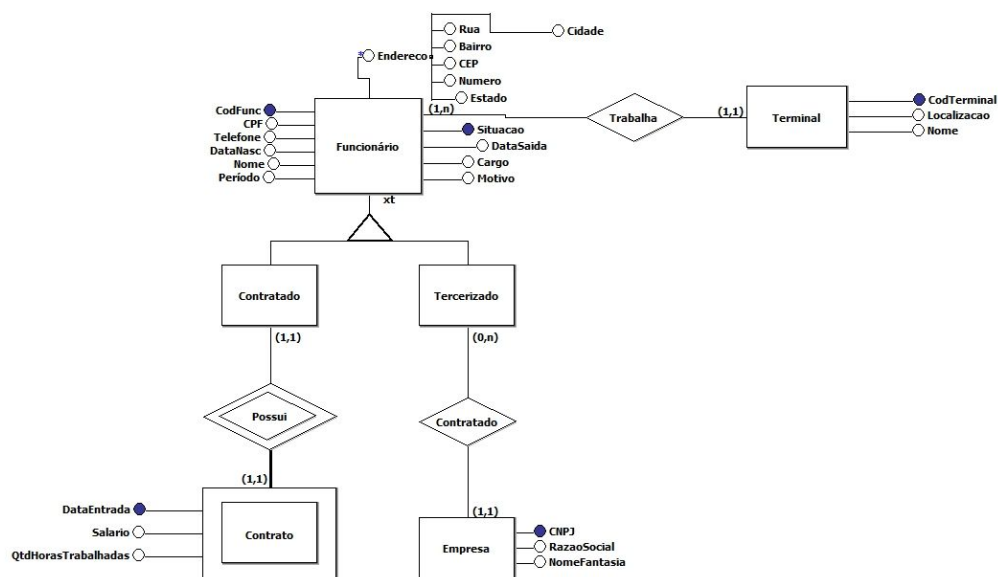 Rua
Cidade
Bairro
* Endereco
CEP
Numero
Estado
CodFunc
(1,n)
CPF
Telefone
Funcionário
Situacao
DataNasc
DataSaida
Nome
Cargo
Período
Motivo
Trabalha
(1,1)
Terminal
CodTerminal
Localizacao
Nome
xt
Contratado
Tercerizado
(1,1)
(0,n)
Possui
Contratado
(1,1)
(1,1)
DataEntrada
Salario
Contrato
QtdHorasTrabalhadas
Empresa
CNPJ
RazaoSocial
NomeFantasia